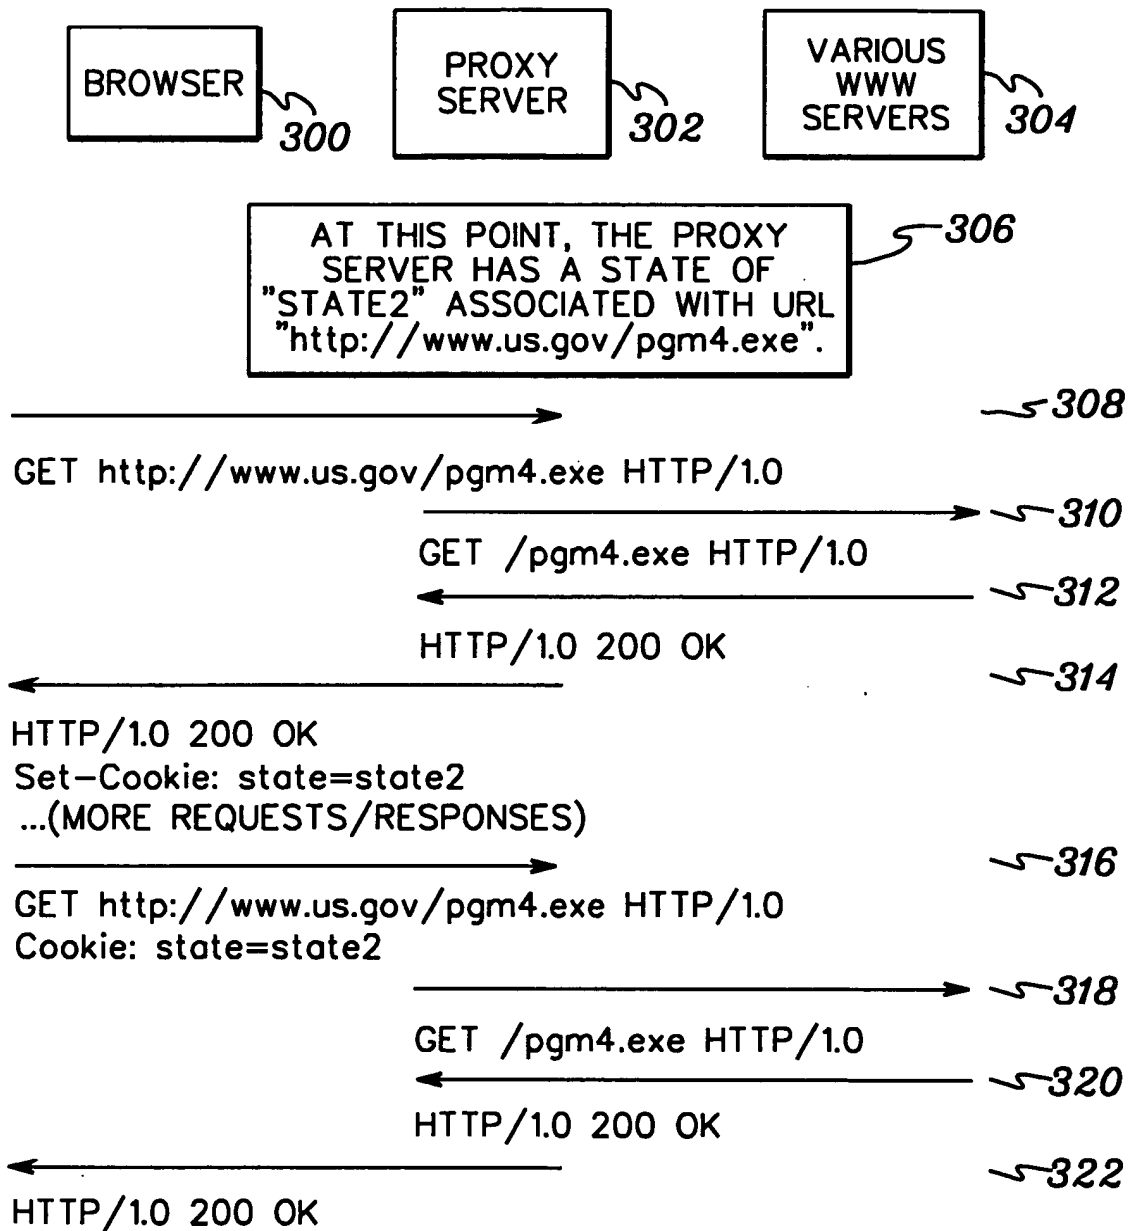 BROWSER
300
PROXY
SERVER
302
VARIOUS
WWW
SERVERS
304
AT THIS POINT, THE PROXY
SERVER HAS A STATE OF
"STATE2" ASSOCIATED WITH URL
"http://www.us.gov/pgm4.exe".
306
308
GET http://www.us.gov/pgm4.exe HTTP/1.0
310
GET /pgm4.exe HTTP/1.0
312
HTTP/1.0 200 OK
314
HTTP/1.0 200 OK
Set-Cookie: state=state2
...(MORE REQUESTS/RESPONSES)
316
GET http://www.us.gov/pgm4.exe HTTP/1.0
Cookie: state=state2
318
GET /pgm4.exe HTTP/1.0
320
HTTP/1.0 200 OK
322
HTTP/1.0 200 OK